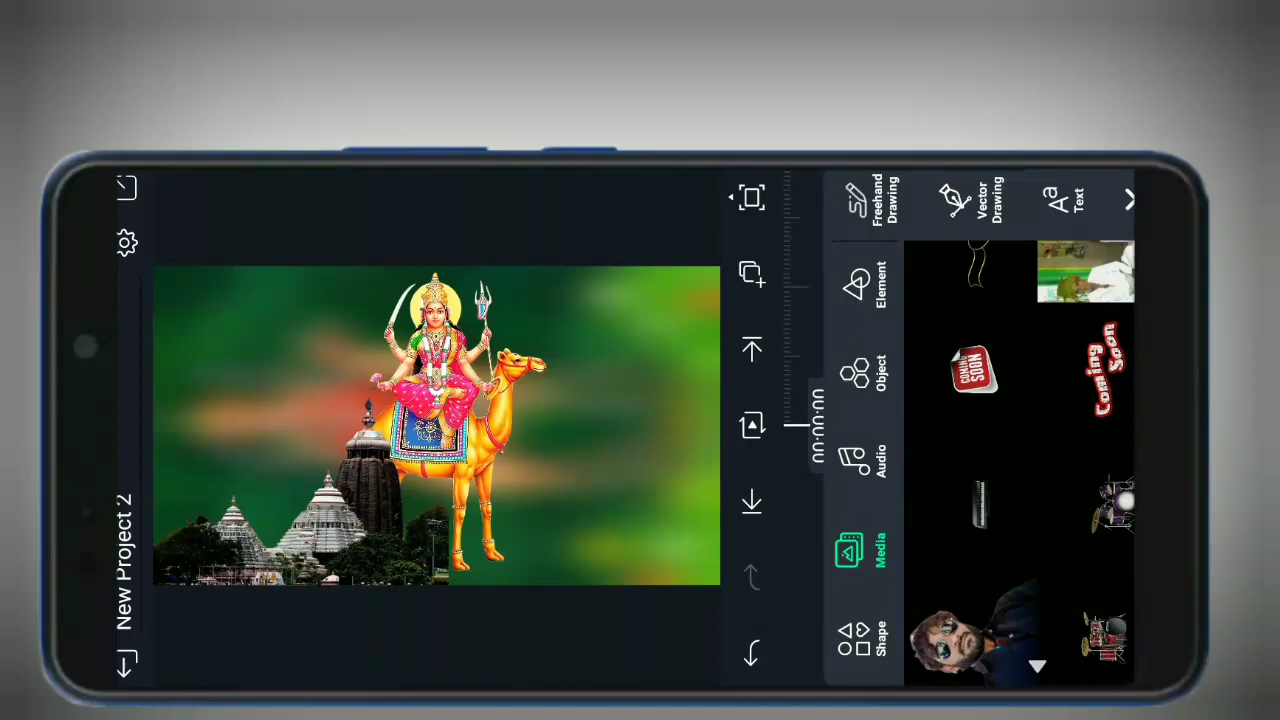 New Project 2
00:00:00
Shape
Media
Audio
Object
Element
Freehand
Drawing
Vector
Drawing
Aa
Text
COMING
SOON
Coming
Soon